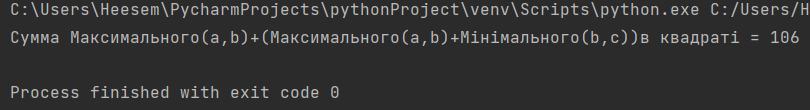 C:\Users\Heesem\PycharmProjects\pythonProject\venv\Scripts\python.exe C:/Users/H
Сумма Максимального(a,b)+(Максимального(a,b)+Мінімального(b,c))в квадраті = 106
Process finished with exit code 0